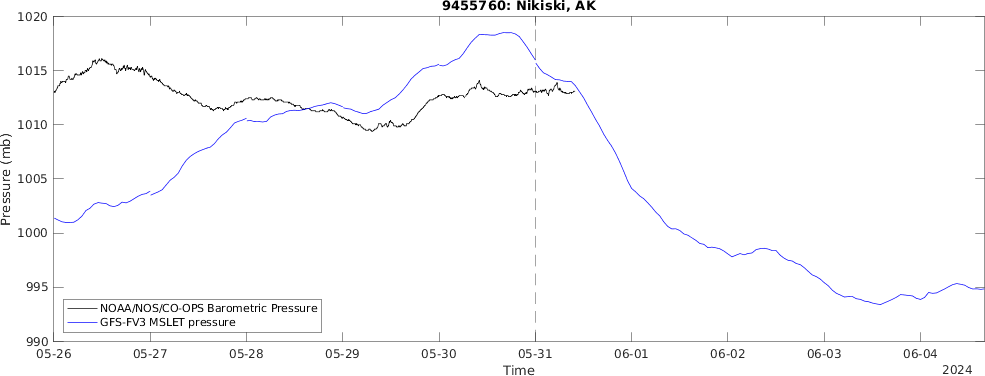 9455760: Nikiski, AK
1020
1015
1010
1005
1000
995
990
Pressure (mb)
NOAA/NOS/CO-OPS Barometric Pressure
GFS-FV3 MSLET pressure
05-26 05-27 05-28 05-29 05-30 05-31 06-01 06-02 06-03 06-04
Time
2024